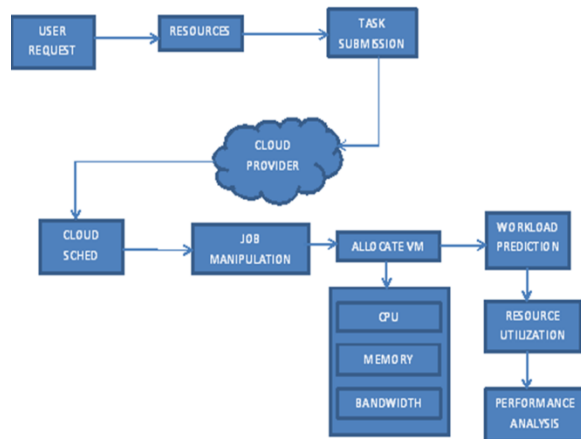 USER
REQUEST
RESOURCES
TASK
SUBMISSION
CLOUD
PROVIDER
CLOUD
SCHED
JOB
MANIPULATION
ALLOCATE VM
WORKLOAD
PREDICTION
CPU
MEMORY
BANDWIDTH
RESOURCE
UTILIZATION
PERFORMANCE
ANALYSIS